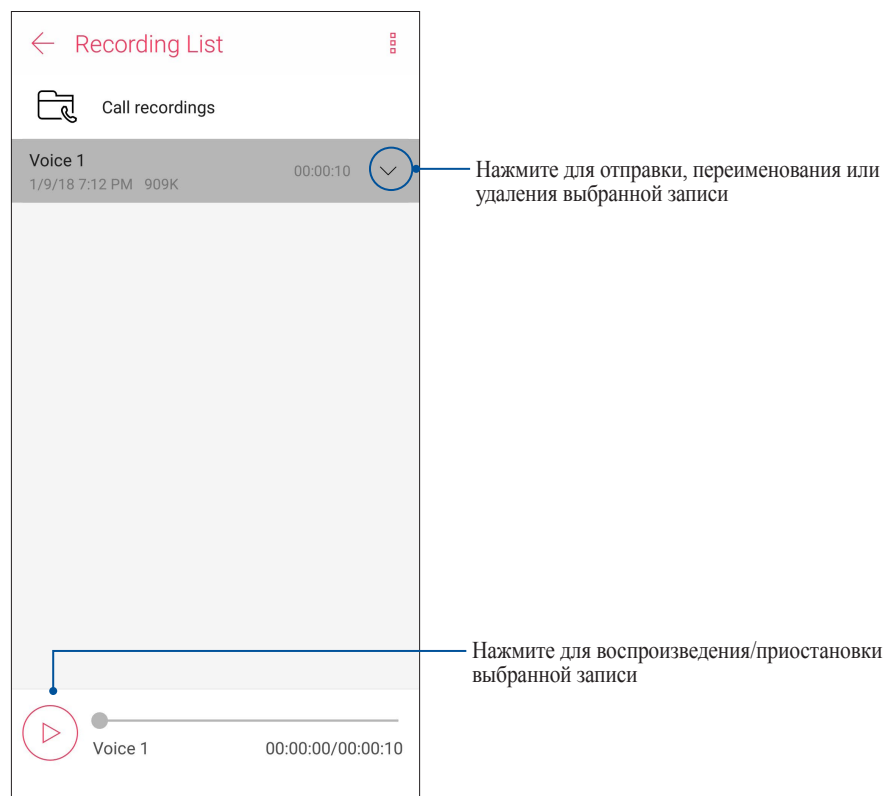 Recording List
Call recordings
Voice 1
1/9/18 7:12 PM 909K
00:00:10
Нажмите для отправки, переименования или
удаления выбранной записи
Нажмите для воспроизведения/приостановки
выбранной записи
Voice 1
00:00:00/00:00:10